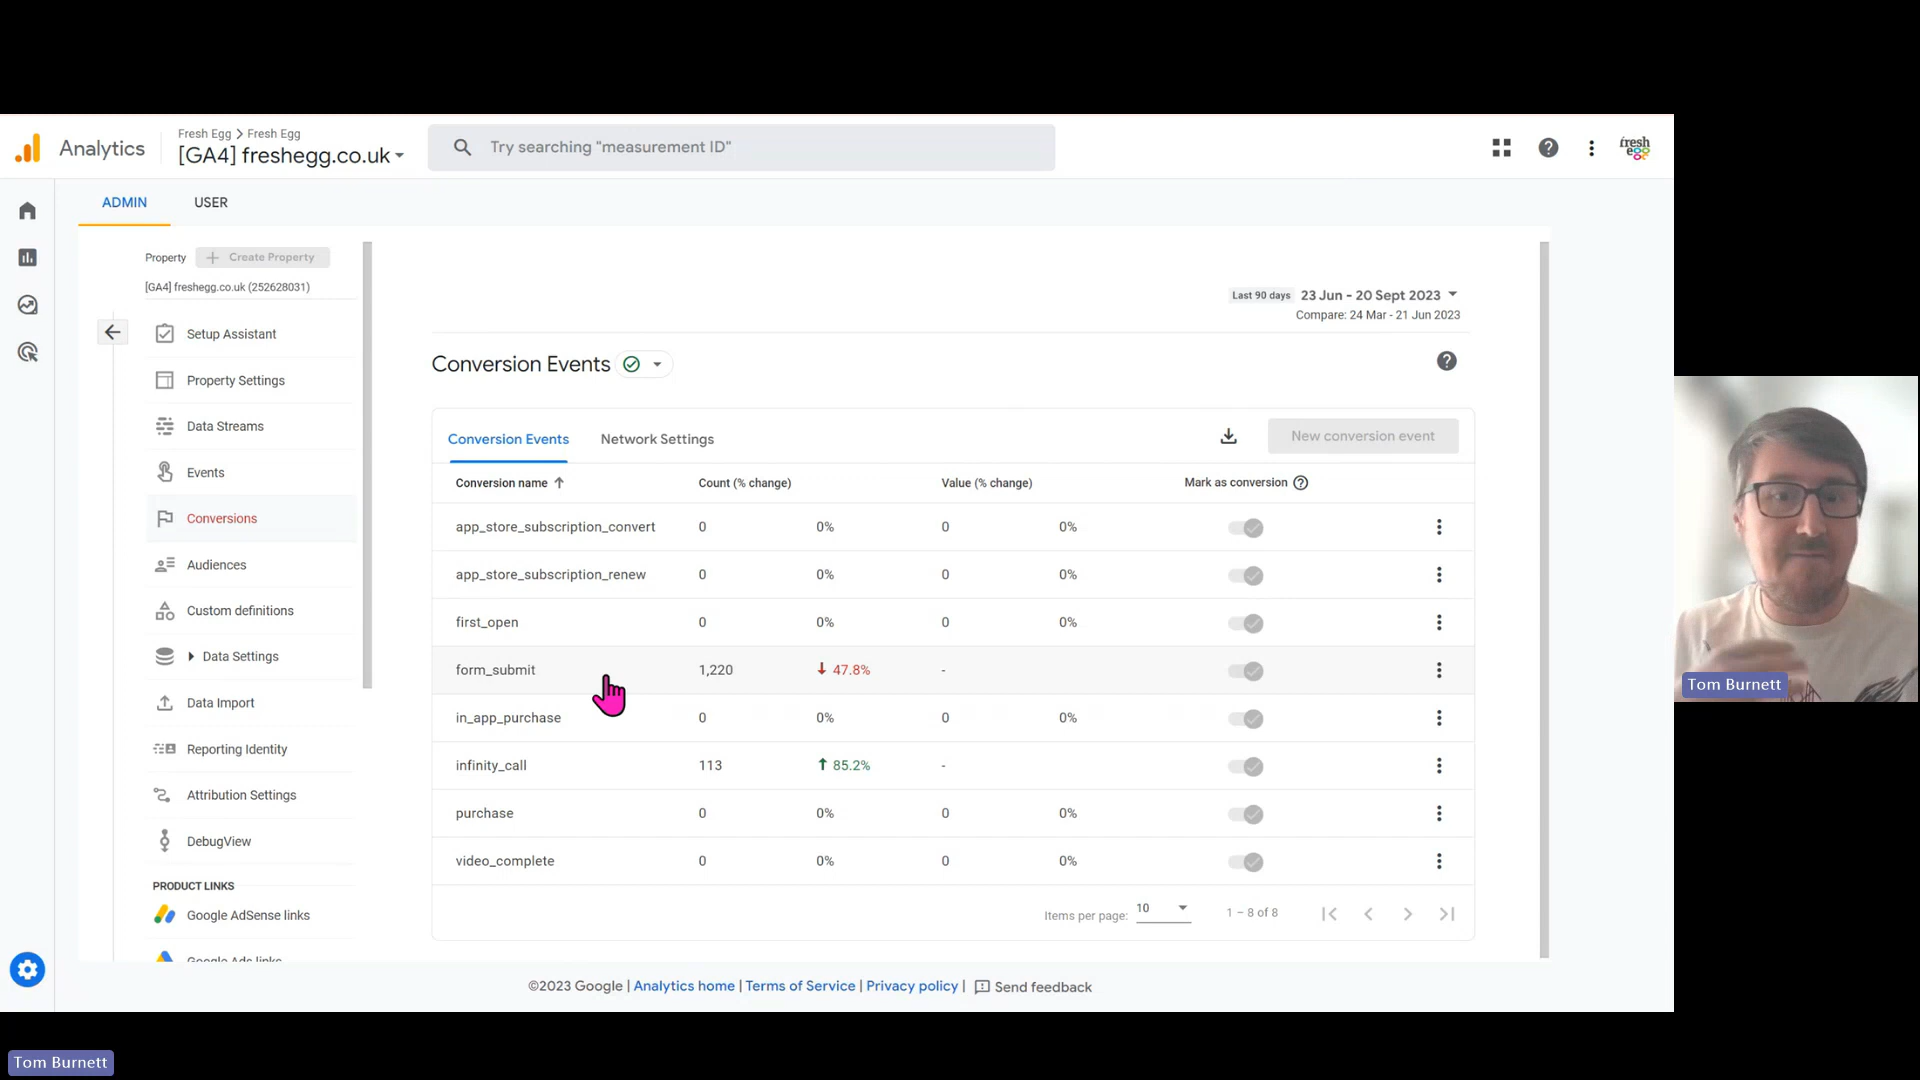 Analytics
Fresh Egg > Fresh Egg
[GA4] freshegg.co.uk
Try searching "measurement ID"
fresh
egg
ADMIN
USER
Property
Create Property
[GA4] freshegg.co.uk (252628031)
Setup Assistant
Property Settings
Data Streams
Events
Conversions
Audiences
Custom definitions
Data Settings
Data Import
Reporting Identity
Attribution Settings
DebugView
PRODUCT LINKS
Google AdSense links
Google Ads links
Last 90 days 23 Jun - 20 Sept 2023
Compare: 24 Mar - 21 Jun 2023
Conversion Events
Conversion Events Network Settings New conversion event
Conversion name Count (% change) Value (% change) Mark as conversion
app_store_subscription_convert 0 0% 0 0%
app_store_subscription_renew 0 0% 0 0%
first_open 0 0% 0 0%
form_submit 1,220 47.8% -
in_app_purchase 0 0% 0 0%
infinity_call 113 85.2% -
purchase 0 0% 0 0%
video_complete 0 0% 0 0%
Items per page: 10 1 – 8 of 8
©2023 Google | Analytics home | Terms of Service | Privacy policy | Send feedback
Tom Burnett
Tom Burnett